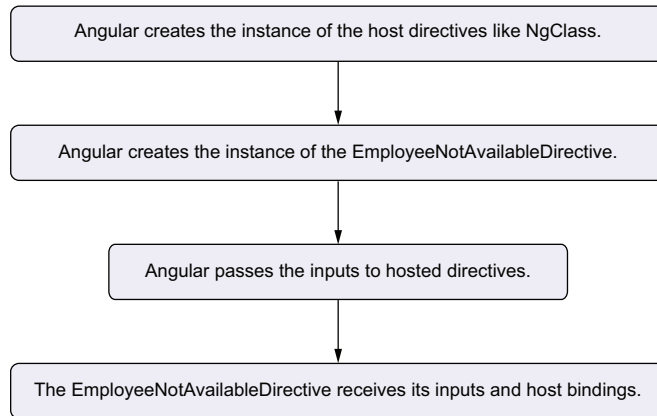 Angular creates the instance of the host directives like NgClass.
Angular creates the instance of the EmployeeNotAvailableDirective.
Angular passes the inputs to hosted directives.
The EmployeeNotAvailableDirective receives its inputs and host bindings.